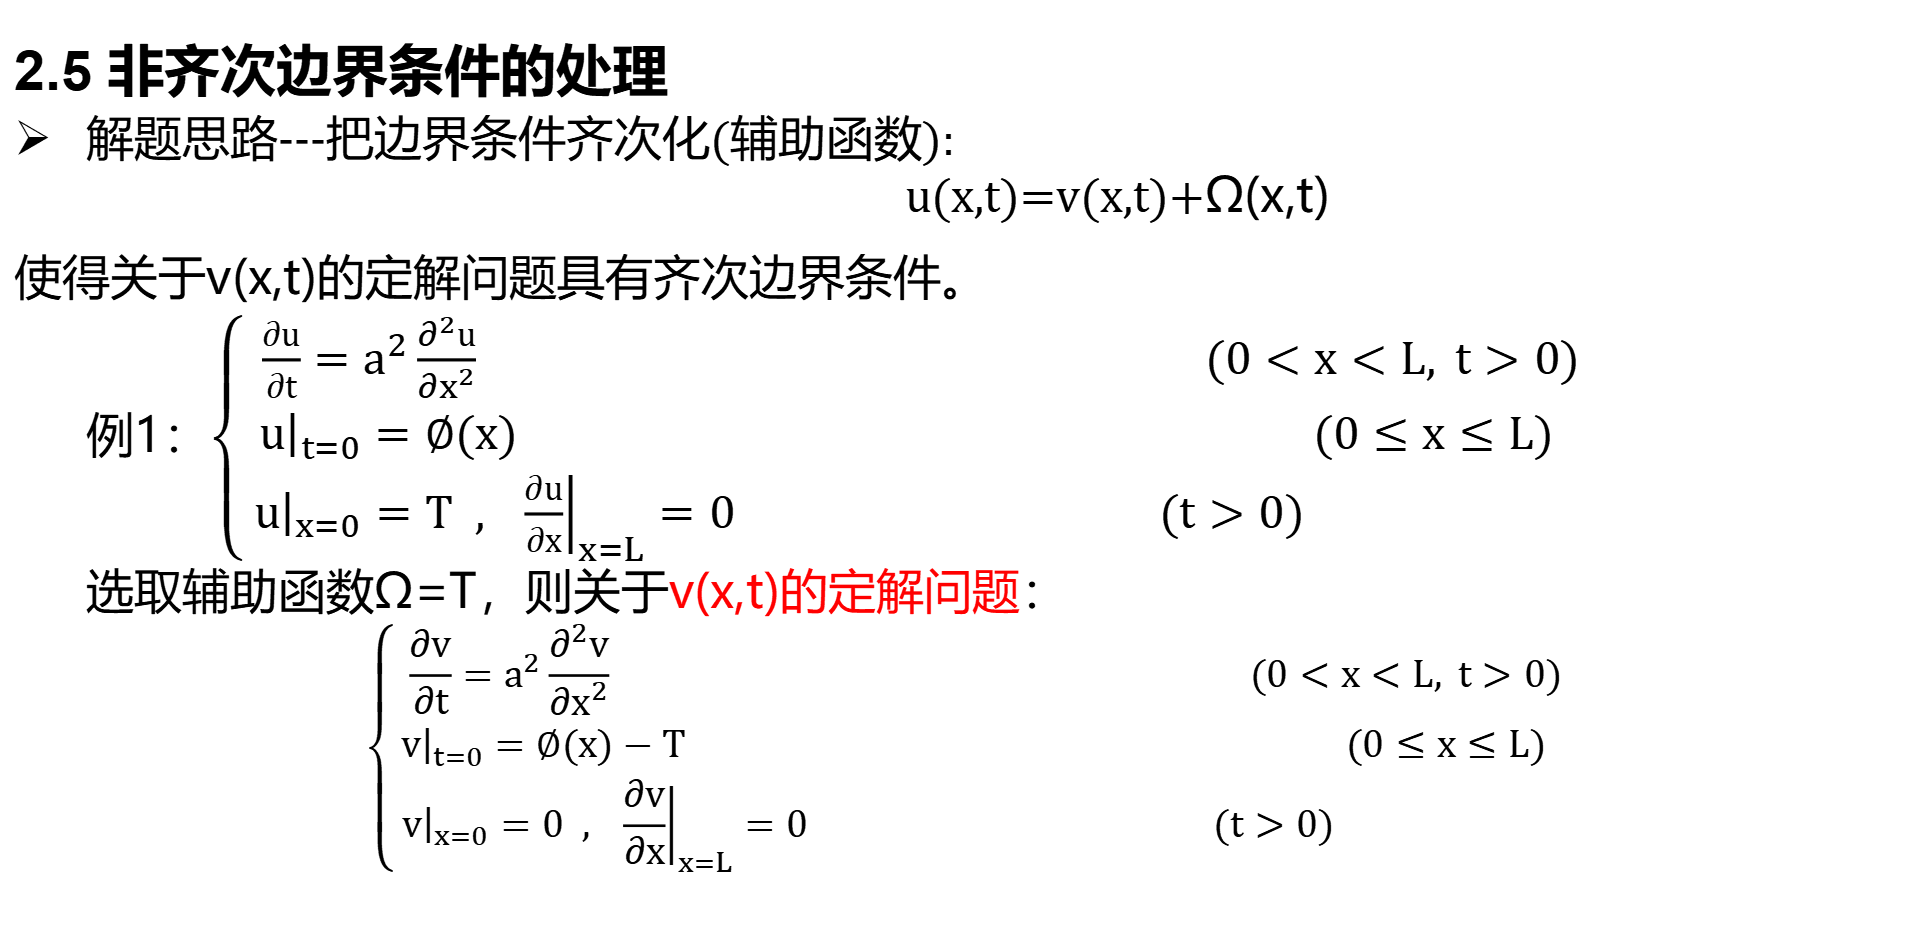 2.5 非齐次边界条件的处理
➢ 解题思路---把边界条件齐次化(辅助函数):
u(x,t)=v(x,t)+Ω(x,t)
使得关于v(x,t)的定解问题具有齐次边界条件。
例1：
∂u/∂t = a² ∂²u/∂x² (0 < x < L, t > 0)
u|t=0 = ∅(x) (0 ≤ x ≤ L)
u|x=0 = T , ∂u/∂x|x=L = 0 (t > 0)
选取辅助函数Ω=T，则关于v(x,t)的定解问题：
∂v/∂t = a² ∂²v/∂x² (0 < x < L, t > 0)
v|t=0 = ∅(x) − T (0 ≤ x ≤ L)
v|x=0 = 0 , ∂v/∂x|x=L = 0 (t > 0)